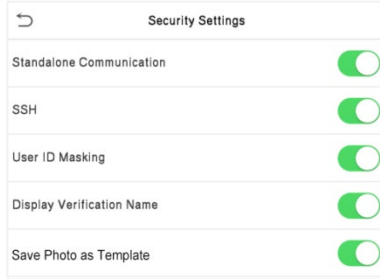 Security Settings
Standalone Communication
SSH
User ID Masking
Display Verification Name
Save Photo as Template